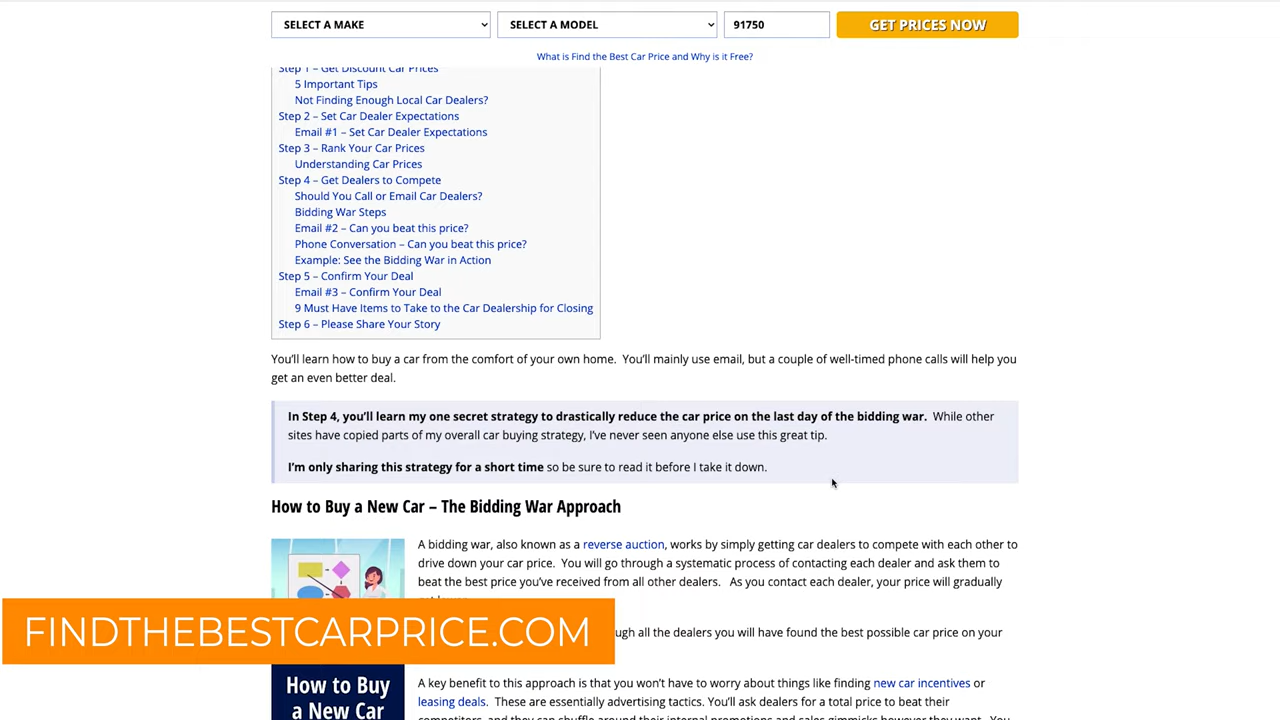 SELECT A MAKE
SELECT A MODEL
91750
GET PRICES NOW
What is Find the Best Car Price and Why is it Free?
Step 1 – Get Discount Car Prices
5 Important Tips
Not Finding Enough Local Car Dealers?
Step 2 – Set Car Dealer Expectations
Email #1 – Set Car Dealer Expectations
Step 3 – Rank Your Car Prices
Understanding Car Prices
Step 4 – Get Dealers to Compete
Should You Call or Email Car Dealers?
Bidding War Steps
Email #2 – Can you beat this price?
Phone Conversation – Can you beat this price?
Example: See the Bidding War in Action
Step 5 – Confirm Your Deal
Email #3 – Confirm Your Deal
9 Must Have Items to Take to the Car Dealership for Closing
Step 6 – Please Share Your Story
You'll learn how to buy a car from the comfort of your own home. You'll mainly use email, but a couple of well-timed phone calls will help you
get an even better deal.
In Step 4, you'll learn my one secret strategy to drastically reduce the car price on the last day of the bidding war. While other
sites have copied parts of my overall car buying strategy, I've never seen anyone else use this great tip.
I'm only sharing this strategy for a short time so be sure to read it before I take it down.
How to Buy a New Car – The Bidding War Approach
A bidding war, also known as a reverse auction, works by simply getting car dealers to compete with each other to
drive down your car price. You will go through a systematic process of contacting each dealer and ask them to
beat the best price you've received from all other dealers. As you contact each dealer, your price will gradually
all the dealers you will have found the best possible car price on your
FINDTHEBESTCARPRICE.COM
How to Buy
a New Car
A key benefit to this approach is that you won't have to worry about things like finding new car incentives or
leasing deals. These are essentially advertising tactics. You'll ask dealers for a total price to beat their